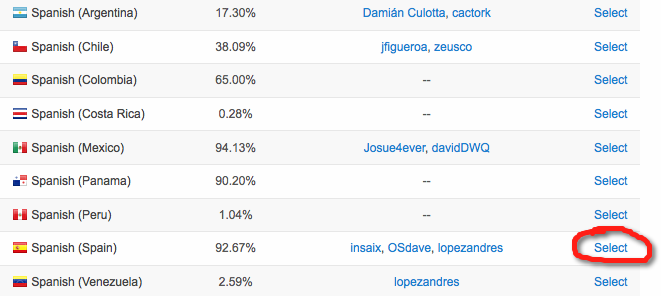 Spanish (Argentina) 17.30% Damián Culotta, cactork Select
Spanish (Chile) 38.09% jfigueroa, zeusco Select
Spanish (Colombia) 65.00% -- Select
Spanish (Costa Rica) 0.28% -- Select
Spanish (Mexico) 94.13% Josue4ever, davidDWQ Select
Spanish (Panama) 90.20% -- Select
Spanish (Peru) 1.04% -- Select
Spanish (Spain) 92.67% insaix, OSdave, lopezandres Select
Spanish (Venezuela) 2.59% lopezandres Select